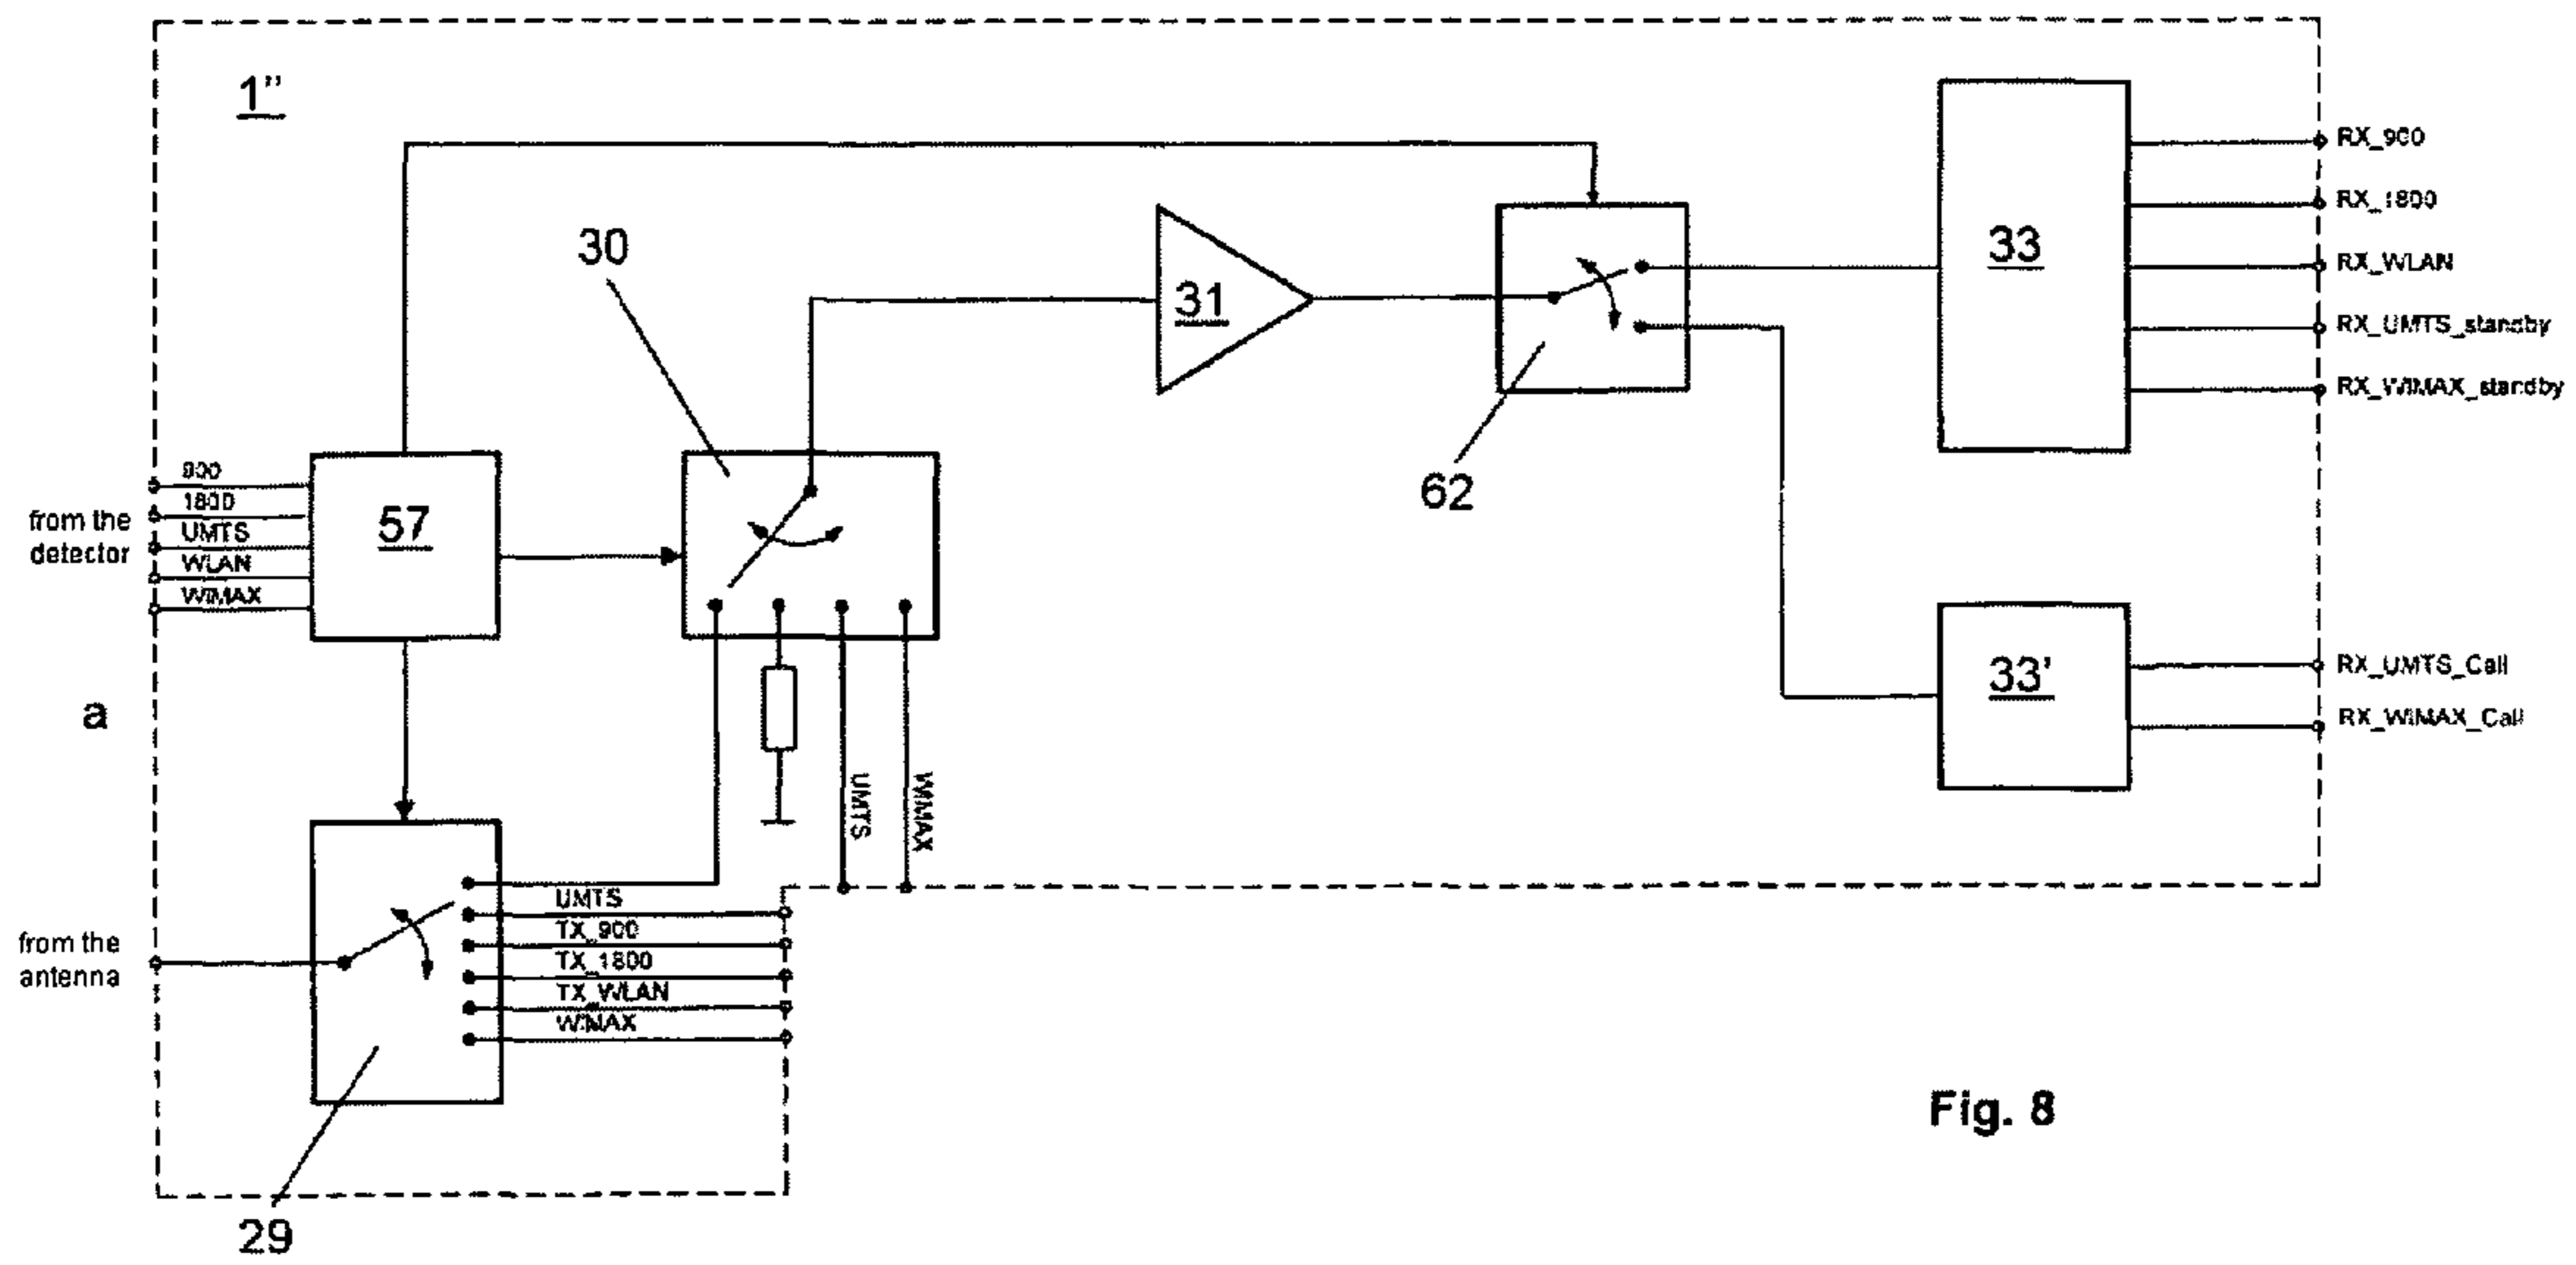 1"
RX_900
RX_1800
33
RX_WLAN
30
31
RX_UMTS_standby
RX_WIMAX_standby
62
900
1800
from the
detector
UMTS
57
WLAN
WIMAX
33'
RX_UMTS_Call
RX_WIMAX_Call
a
UMTS
WIMAX
UMTS
TX_900
from the
antenna
TX_1800
TX_WLAN
WIMAX
29
Fig. 8